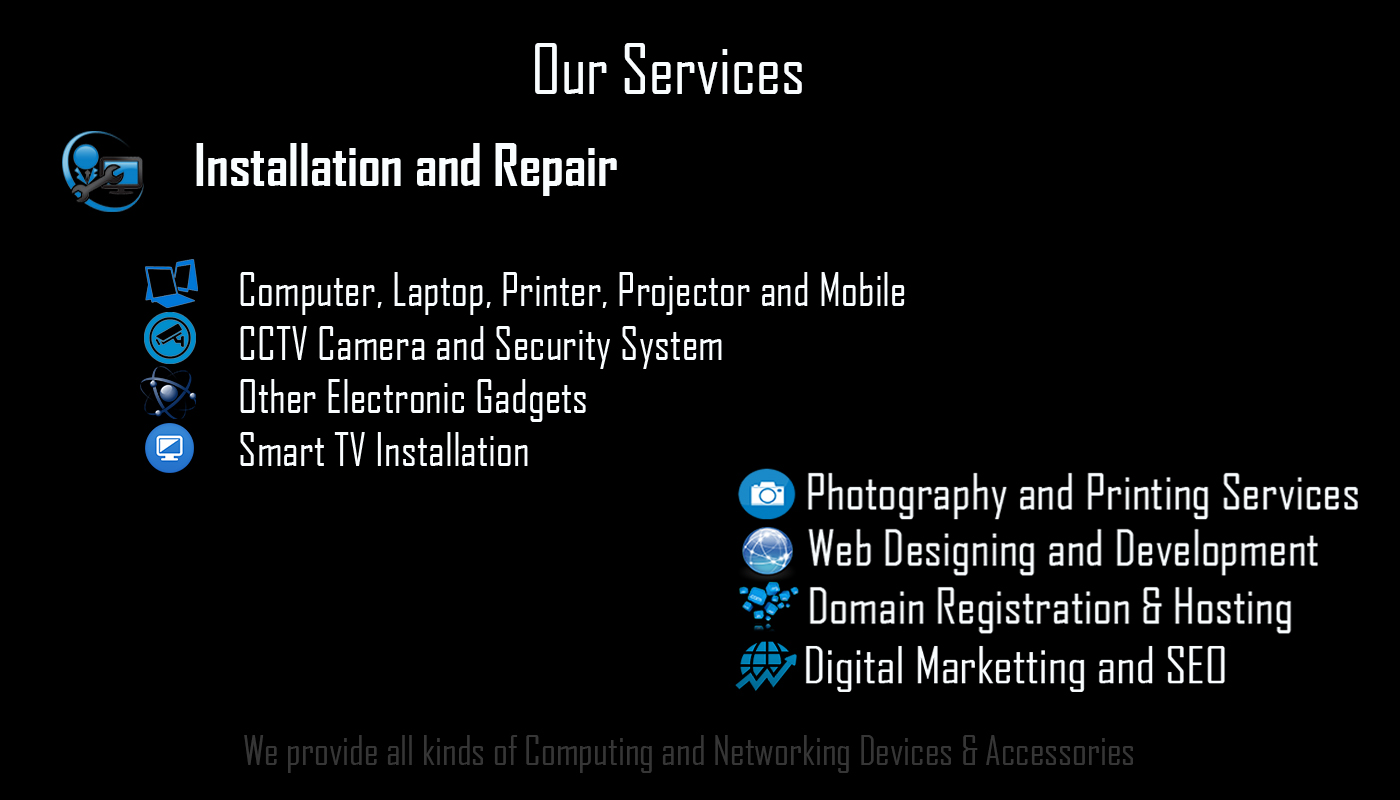 Our Services
Installation and Repair
Computer, Laptop, Printer, Projector and Mobile
CCTV Camera and Security System
Other Electronic Gadgets
Smart TV Installation
Photography and Printing Services
Web Designing and Development
Domain Registration & Hosting
Digital Marketting and SEO
We provide all kinds of Computing and Networking Devices & Accessories